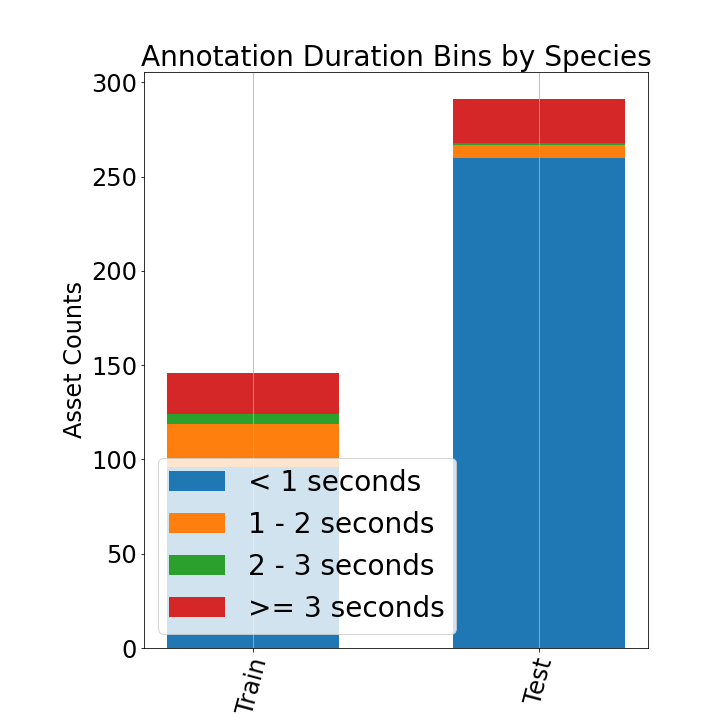 Annotation Duration Bins by Species
300
250
200
150
100
50
0
Asset Counts
< 1 seconds
1 - 2 seconds
2 - 3 seconds
>= 3 seconds
Train
Test